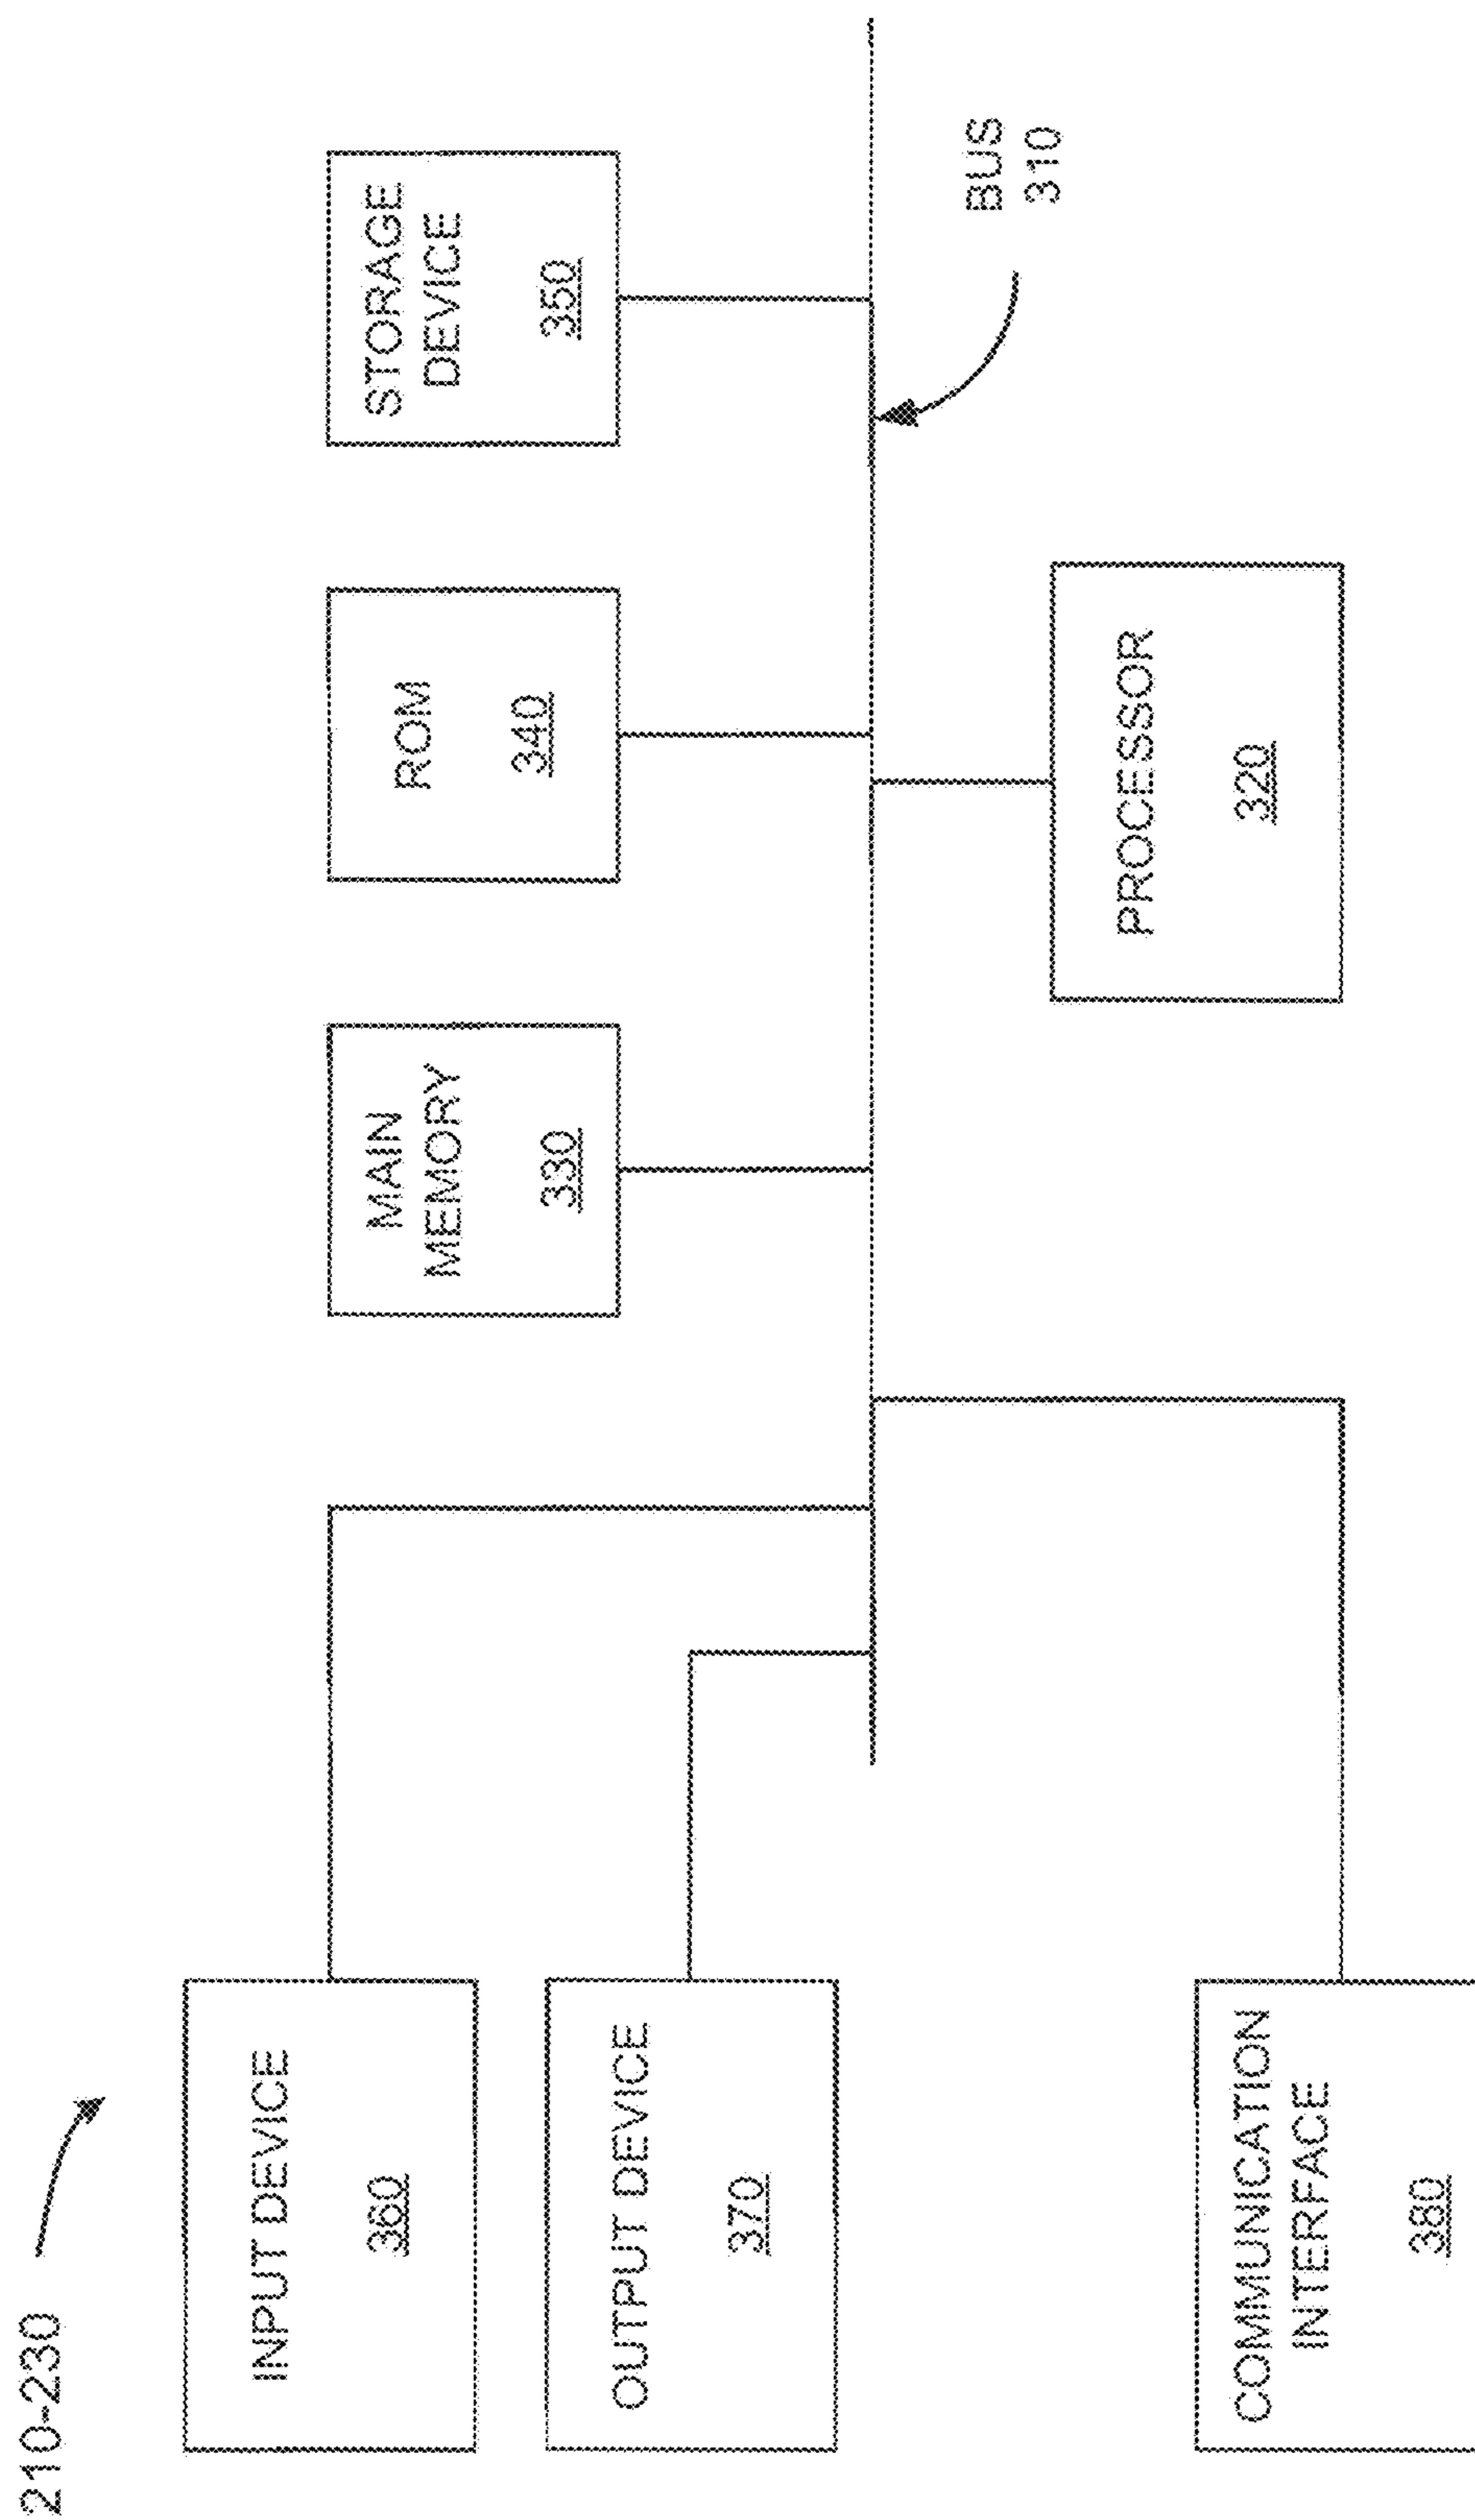 210-230
INPUT DEVICE
360
MAIN
MEMORY
330
ROM
340
STORAGE
DEVICE
350
OUTPUT DEVICE
370
BUS
310
COMMUNICATION
INTERFACE
380
PROCESSOR
320